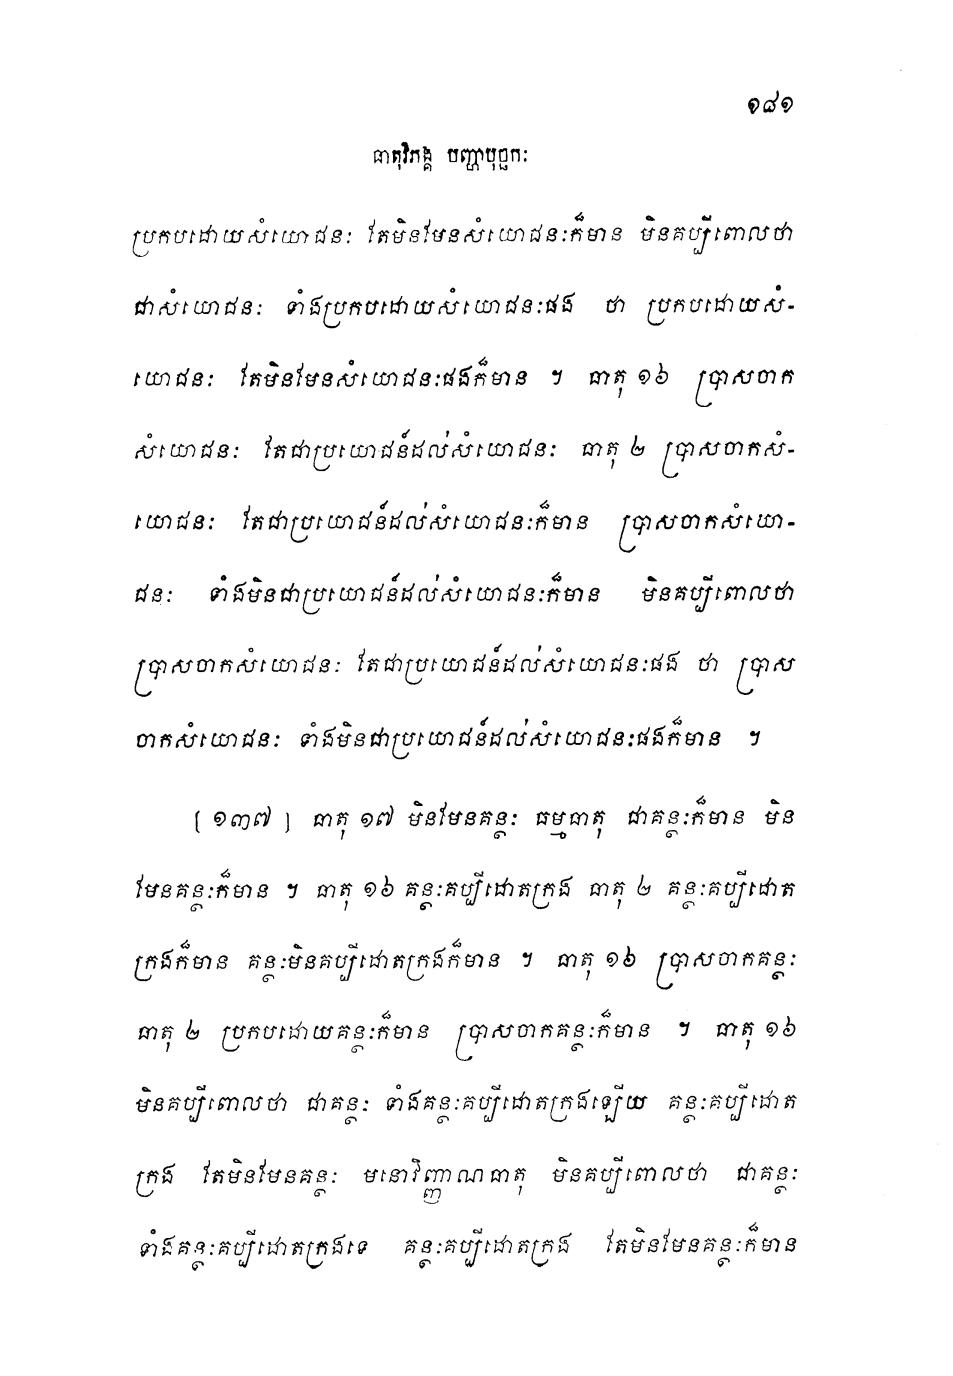 ១៨១
ធាតុវិភង្គ បញ្ហាបុច្ឆកៈ
ប្រកបដោយសំយោជនៈ តែមិនមែនសំយោជនៈក៏មាន មិនគប្បីពោលថា
ជាសំយោជនៈ ទាំងប្រកបដោយសំយោជនៈផង ថា ប្រកបដោយសំ-
យោជនៈ តែមិនមែនសំយោជនៈផងក៏មាន ។ ធាតុ ១៦ ប្រាសចាក
សំយោជនៈ តែជាប្រយោជន៍ដល់សំយោជនៈ ធាតុ ២ ប្រាសចាកសំ-
យោជនៈ តែជាប្រយោជន៍ដល់សំយោជនៈក៏មាន ប្រាសចាកសំយោ-
ជនៈ ទាំងមិនជាប្រយោជន៍ដល់សំយោជនៈក៏មាន មិនគប្បីពោលថា
ប្រាសចាកសំយោជនៈ តែជាប្រយោជន៍ដល់សំយោជនៈផង ថា ប្រាស
ចាកសំយោជនៈ ទាំងមិនជាប្រយោជន៍ដល់សំយោជនៈផងក៏មាន ។
[ ១៣៧ ] ធាតុ ១៧ មិនមែនគន្ថៈ ធម្មធាតុ ជាគន្ថៈក៏មាន មិន
មែនគន្ថៈក៏មាន ។ ធាតុ ១៦ គន្ថៈគប្បីដោតក្រង ធាតុ ២ គន្ថៈគប្បីដោត
ក្រងក៏មាន គន្ថៈមិនគប្បីដោតក្រងក៏មាន ។ ធាតុ ១៦ ប្រាសចាកគន្ថៈ
ធាតុ ២ ប្រកបដោយគន្ថៈក៏មាន ប្រាសចាកគន្ថៈក៏មាន ។ ធាតុ ១៦
មិនគប្បីពោលថា ជាគន្ថៈ ទាំងគន្ថៈគប្បីដោតក្រងឡើយ គន្ថៈគប្បីដោត
ក្រង តែមិនមែនគន្ថៈ មនោវិញ្ញាណធាតុ មិនគប្បីពោលថា ជាគន្ថៈ
ទាំងគន្ថៈគប្បីដោតក្រងទេ គន្ថៈគប្បីដោតក្រង តែមិនមែនគន្ថៈក៏មាន